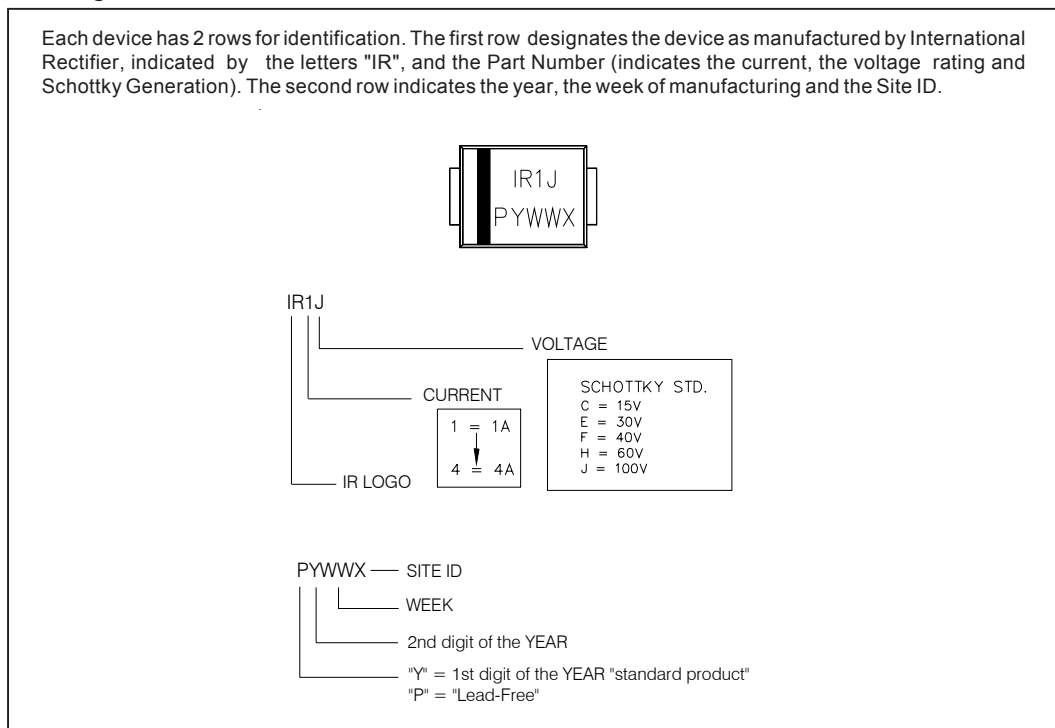 Each device has 2 rows for identification. The first row designates the device as manufactured by International
Rectifier, indicated by the letters "IR", and the Part Number (indicates the current, the voltage rating and
Schottky Generation). The second row indicates the year, the week of manufacturing and the Site ID.
IR1J
PYWWX
IR1J
VOLTAGE
SCHOTTKY STD.
C = 15V
E = 30V
F = 40V
H = 60V
J = 100V
CURRENT
1 = 1A
4 = 4A
IR LOGO
PYWWX
SITE ID
WEEK
2nd digit of the YEAR
"Y" = 1st digit of the YEAR "standard product"
"P" = "Lead-Free"